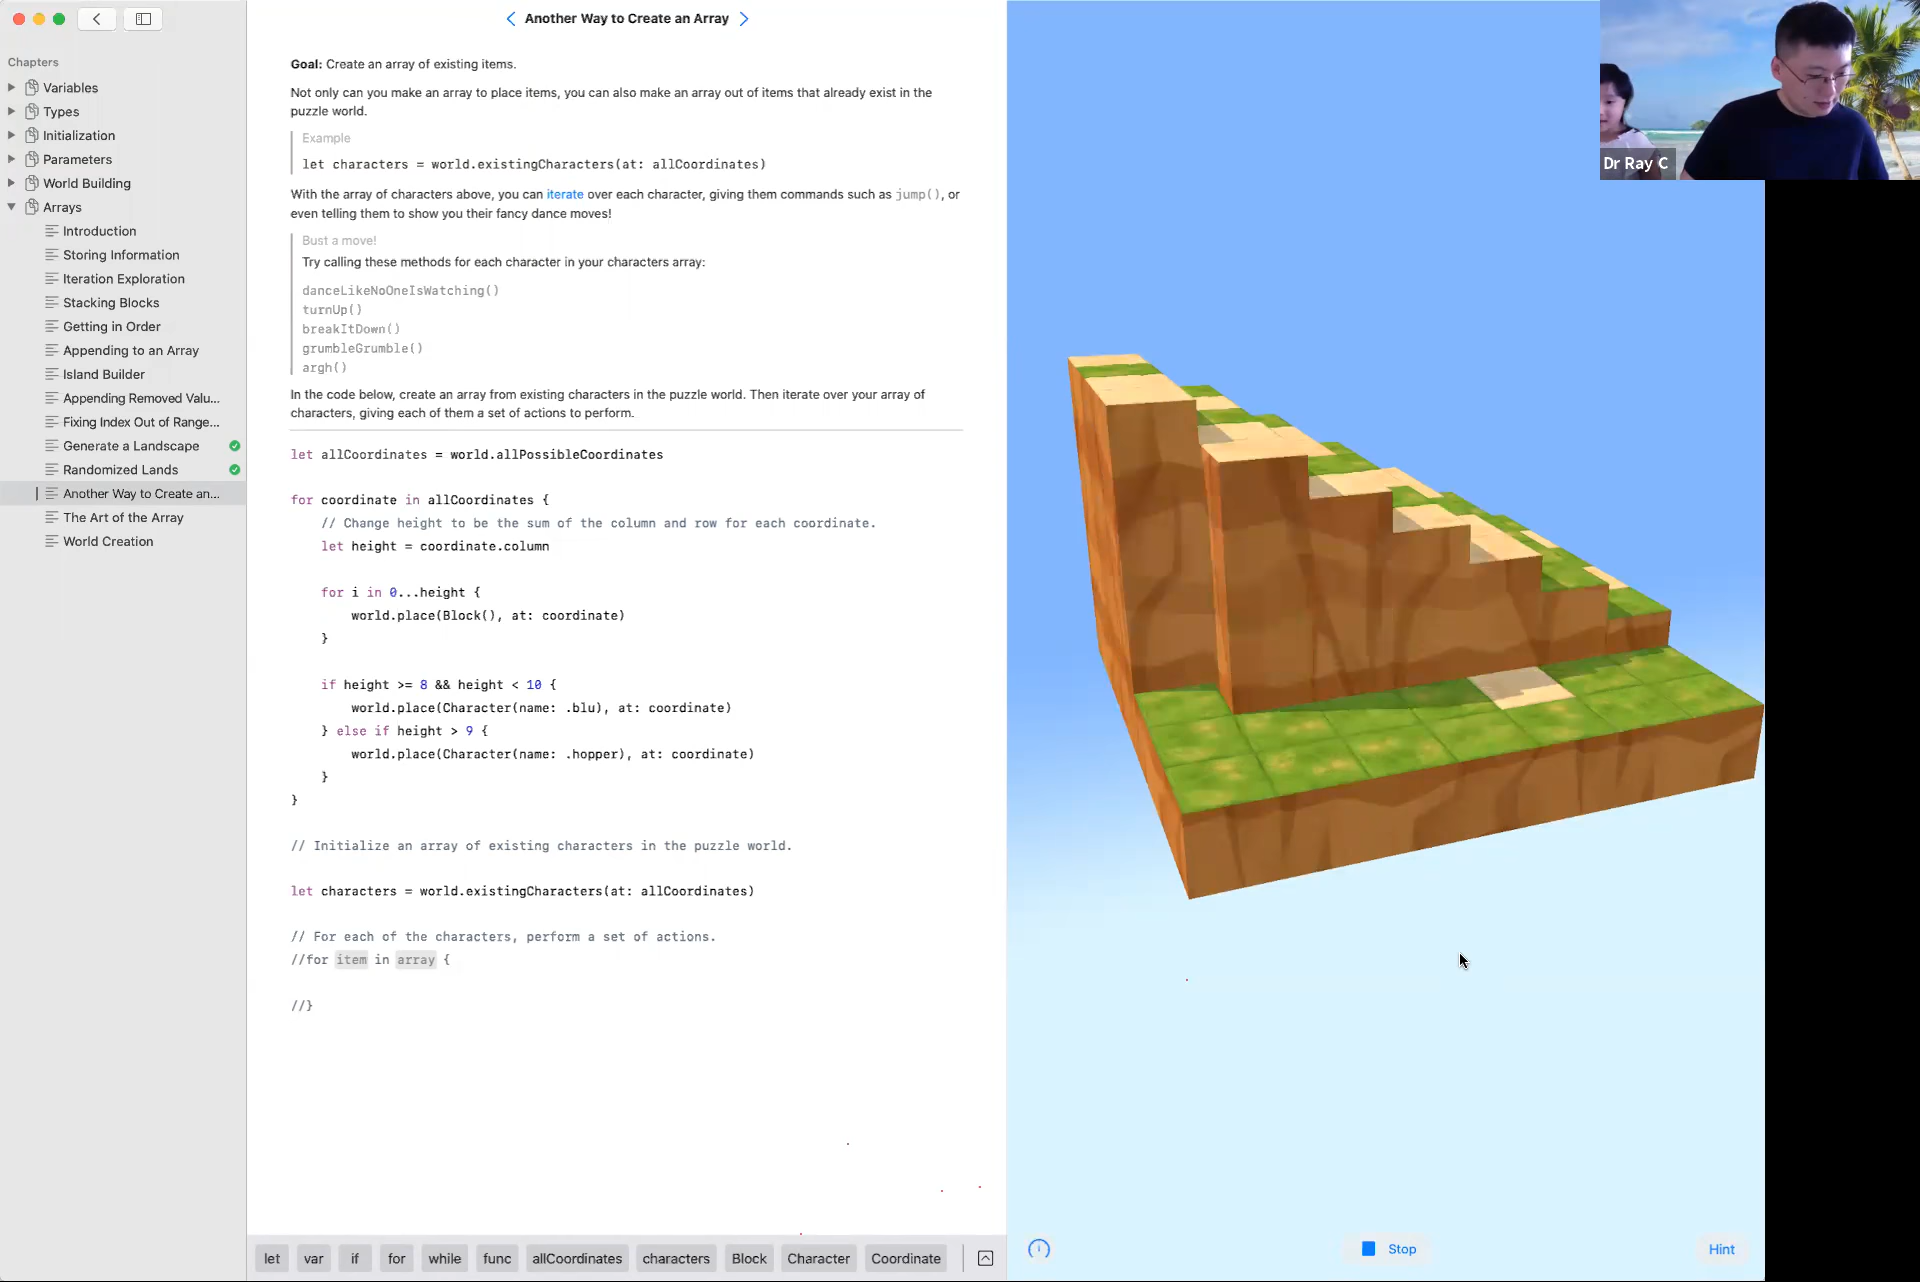 Another Way to Create an Array
Chapters
Variables
Types
Initialization
Parameters
World Building
Arrays
Introduction
Storing Information
Iteration Exploration
Stacking Blocks
Getting in Order
Appending to an Array
Island Builder
Appending Removed Valu...
Fixing Index Out of Range...
Generate a Landscape
Randomized Lands
Another Way to Create an...
The Art of the Array
World Creation
Goal: Create an array of existing items.
Not only can you make an array to place items, you can also make an array out of items that already exist in the
puzzle world.
Example
let characters = world.existingCharacters(at: allCoordinates)
With the array of characters above, you can iterate over each character, giving them commands such as jump(), or
even telling them to show you their fancy dance moves!
Bust a move!
Try calling these methods for each character in your characters array:
danceLikeNoOneIsWatching()
turnUp()
breakItDown()
grumbleGrumble()
argh()
In the code below, create an array from existing characters in the puzzle world. Then iterate over your array of
characters, giving each of them a set of actions to perform.
let allCoordinates = world.allPossibleCoordinates
for coordinate in allCoordinates {
// Change height to be the sum of the column and row for each coordinate.
let height = coordinate.column
for i in 0...height {
world.place(Block(), at: coordinate)
}
if height >= 8 && height < 10 {
world.place(Character(name: .blu), at: coordinate)
} else if height > 9 {
world.place(Character(name: .hopper), at: coordinate)
}
}
// Initialize an array of existing characters in the puzzle world.
let characters = world.existingCharacters(at: allCoordinates)
// For each of the characters, perform a set of actions.
//for item in array {
//}
let var if for while func allCoordinates characters Block Character Coordinate
Dr Ray C
Stop
Hint